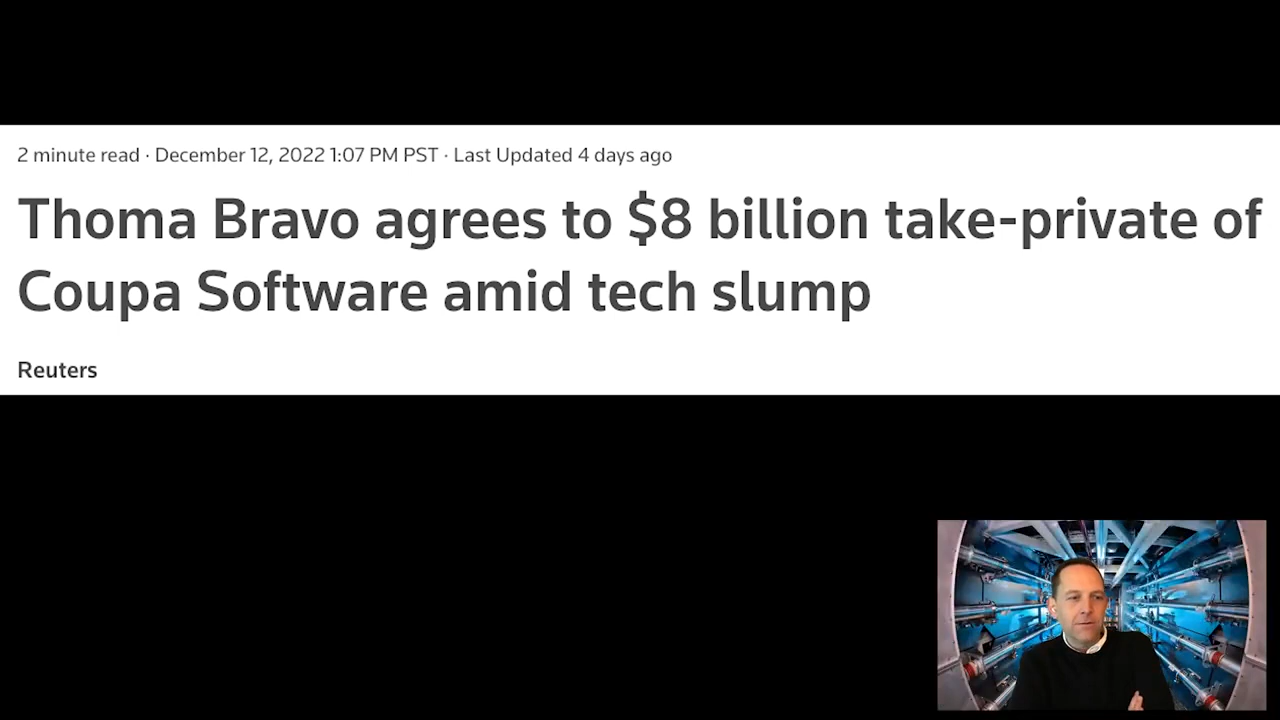 2 minute read · December 12, 2022 1:07 PM PST · Last Updated 4 days ago
Thoma Bravo agrees to $8 billion take-private of
Coupa Software amid tech slump
Reuters